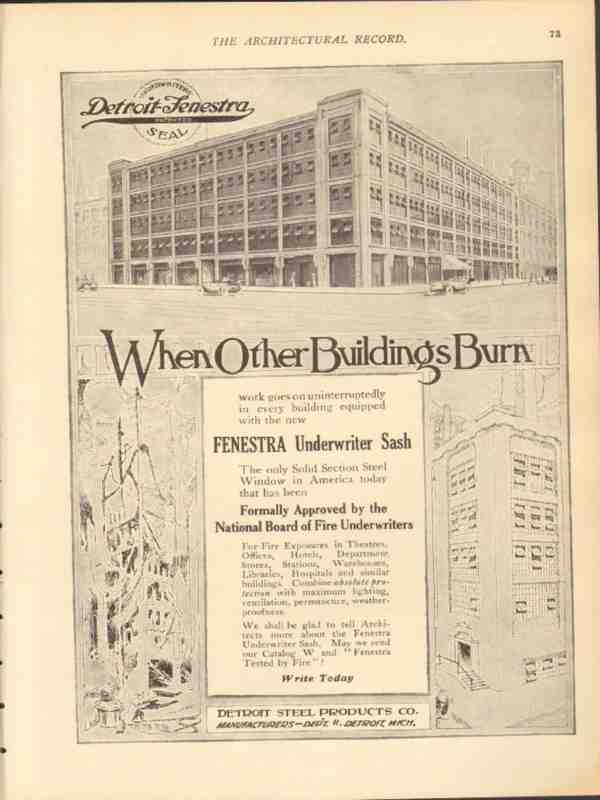 THE ARCHITECTURAL RECORD.
73
UNDERWRITERS
Detroit-Fenestra
SEAL
When Other Buildings Burn
work goes on uninterruptedly
in every building equipped
with the new
FENESTRA Underwriter Sash
The only Solid Section Steel
Window in America today
that has been
Formally Approved by the
National Board of Fire Underwriters
For Fire Exposures in Theatres,
Offices, Hotels, Department
Stores, Stations, Warehouses,
Libraries, Hospitals and similar
buildings. Combine absolute pro-
tection with maximum lighting,
ventilation, permanence, weather-
proofness.
We shall be glad to tell Archi-
tects more about the Fenestra
Underwriter Sash. May we send
our Catalog W and "Fenestra
Tested by Fire"?
Write Today
DETROIT STEEL PRODUCTS CO.
MANUFACTURERS—DEP'T. R. DETROIT, MICH.